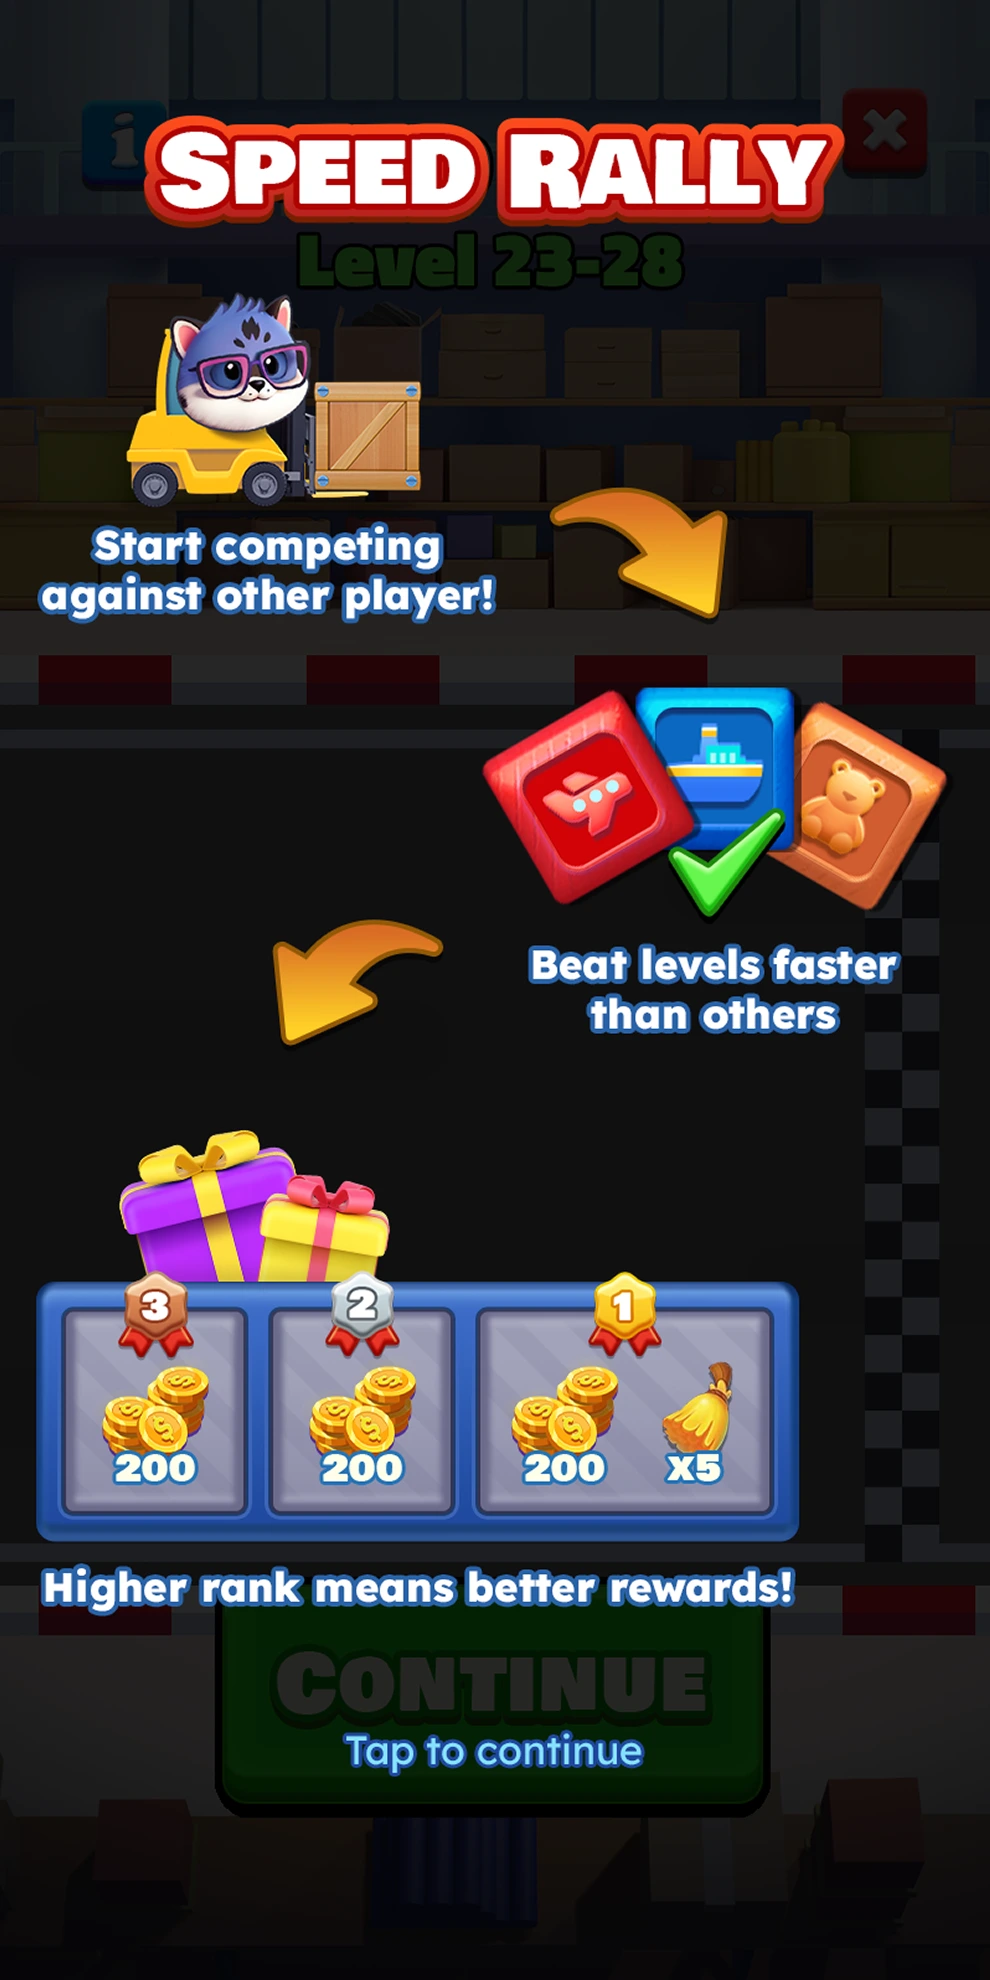 i
SPEED RALLY
Level 23-28
Start competing
against other player!
Beat levels faster
than others
3
2
1
200
200
200
x5
Higher rank means better rewards!
CONTINUE
Tap to continue